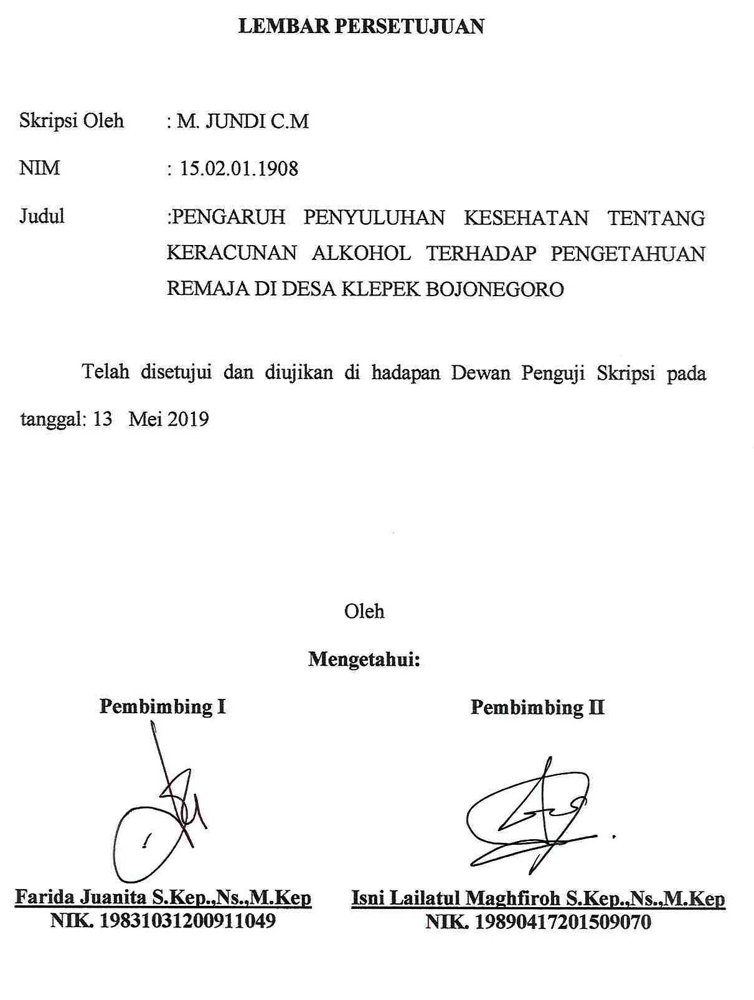 LEMBAR PERSETUJUAN
Skripsi Oleh : M. JUNDI C.M
NIM : 15.02.01.1908
Judul :PENGARUH PENYULUHAN KESEHATAN TENTANG
KERACUNAN ALKOHOL TERHADAP PENGETAHUAN
REMAJA DI DESA KLEPEK BOJONEGORO
Telah disetujui dan diujikan di hadapan Dewan Penguji Skripsi pada
tanggal: 13 Mei 2019
Oleh
Mengetahui:
Pembimbing I
Pembimbing II
Farida Juanita S.Kep.,Ns.,M.Kep
NIK. 19831031200911049
Isni Lailatul Maghfiroh S.Kep.,Ns.,M.Kep
NIK. 19890417201509070